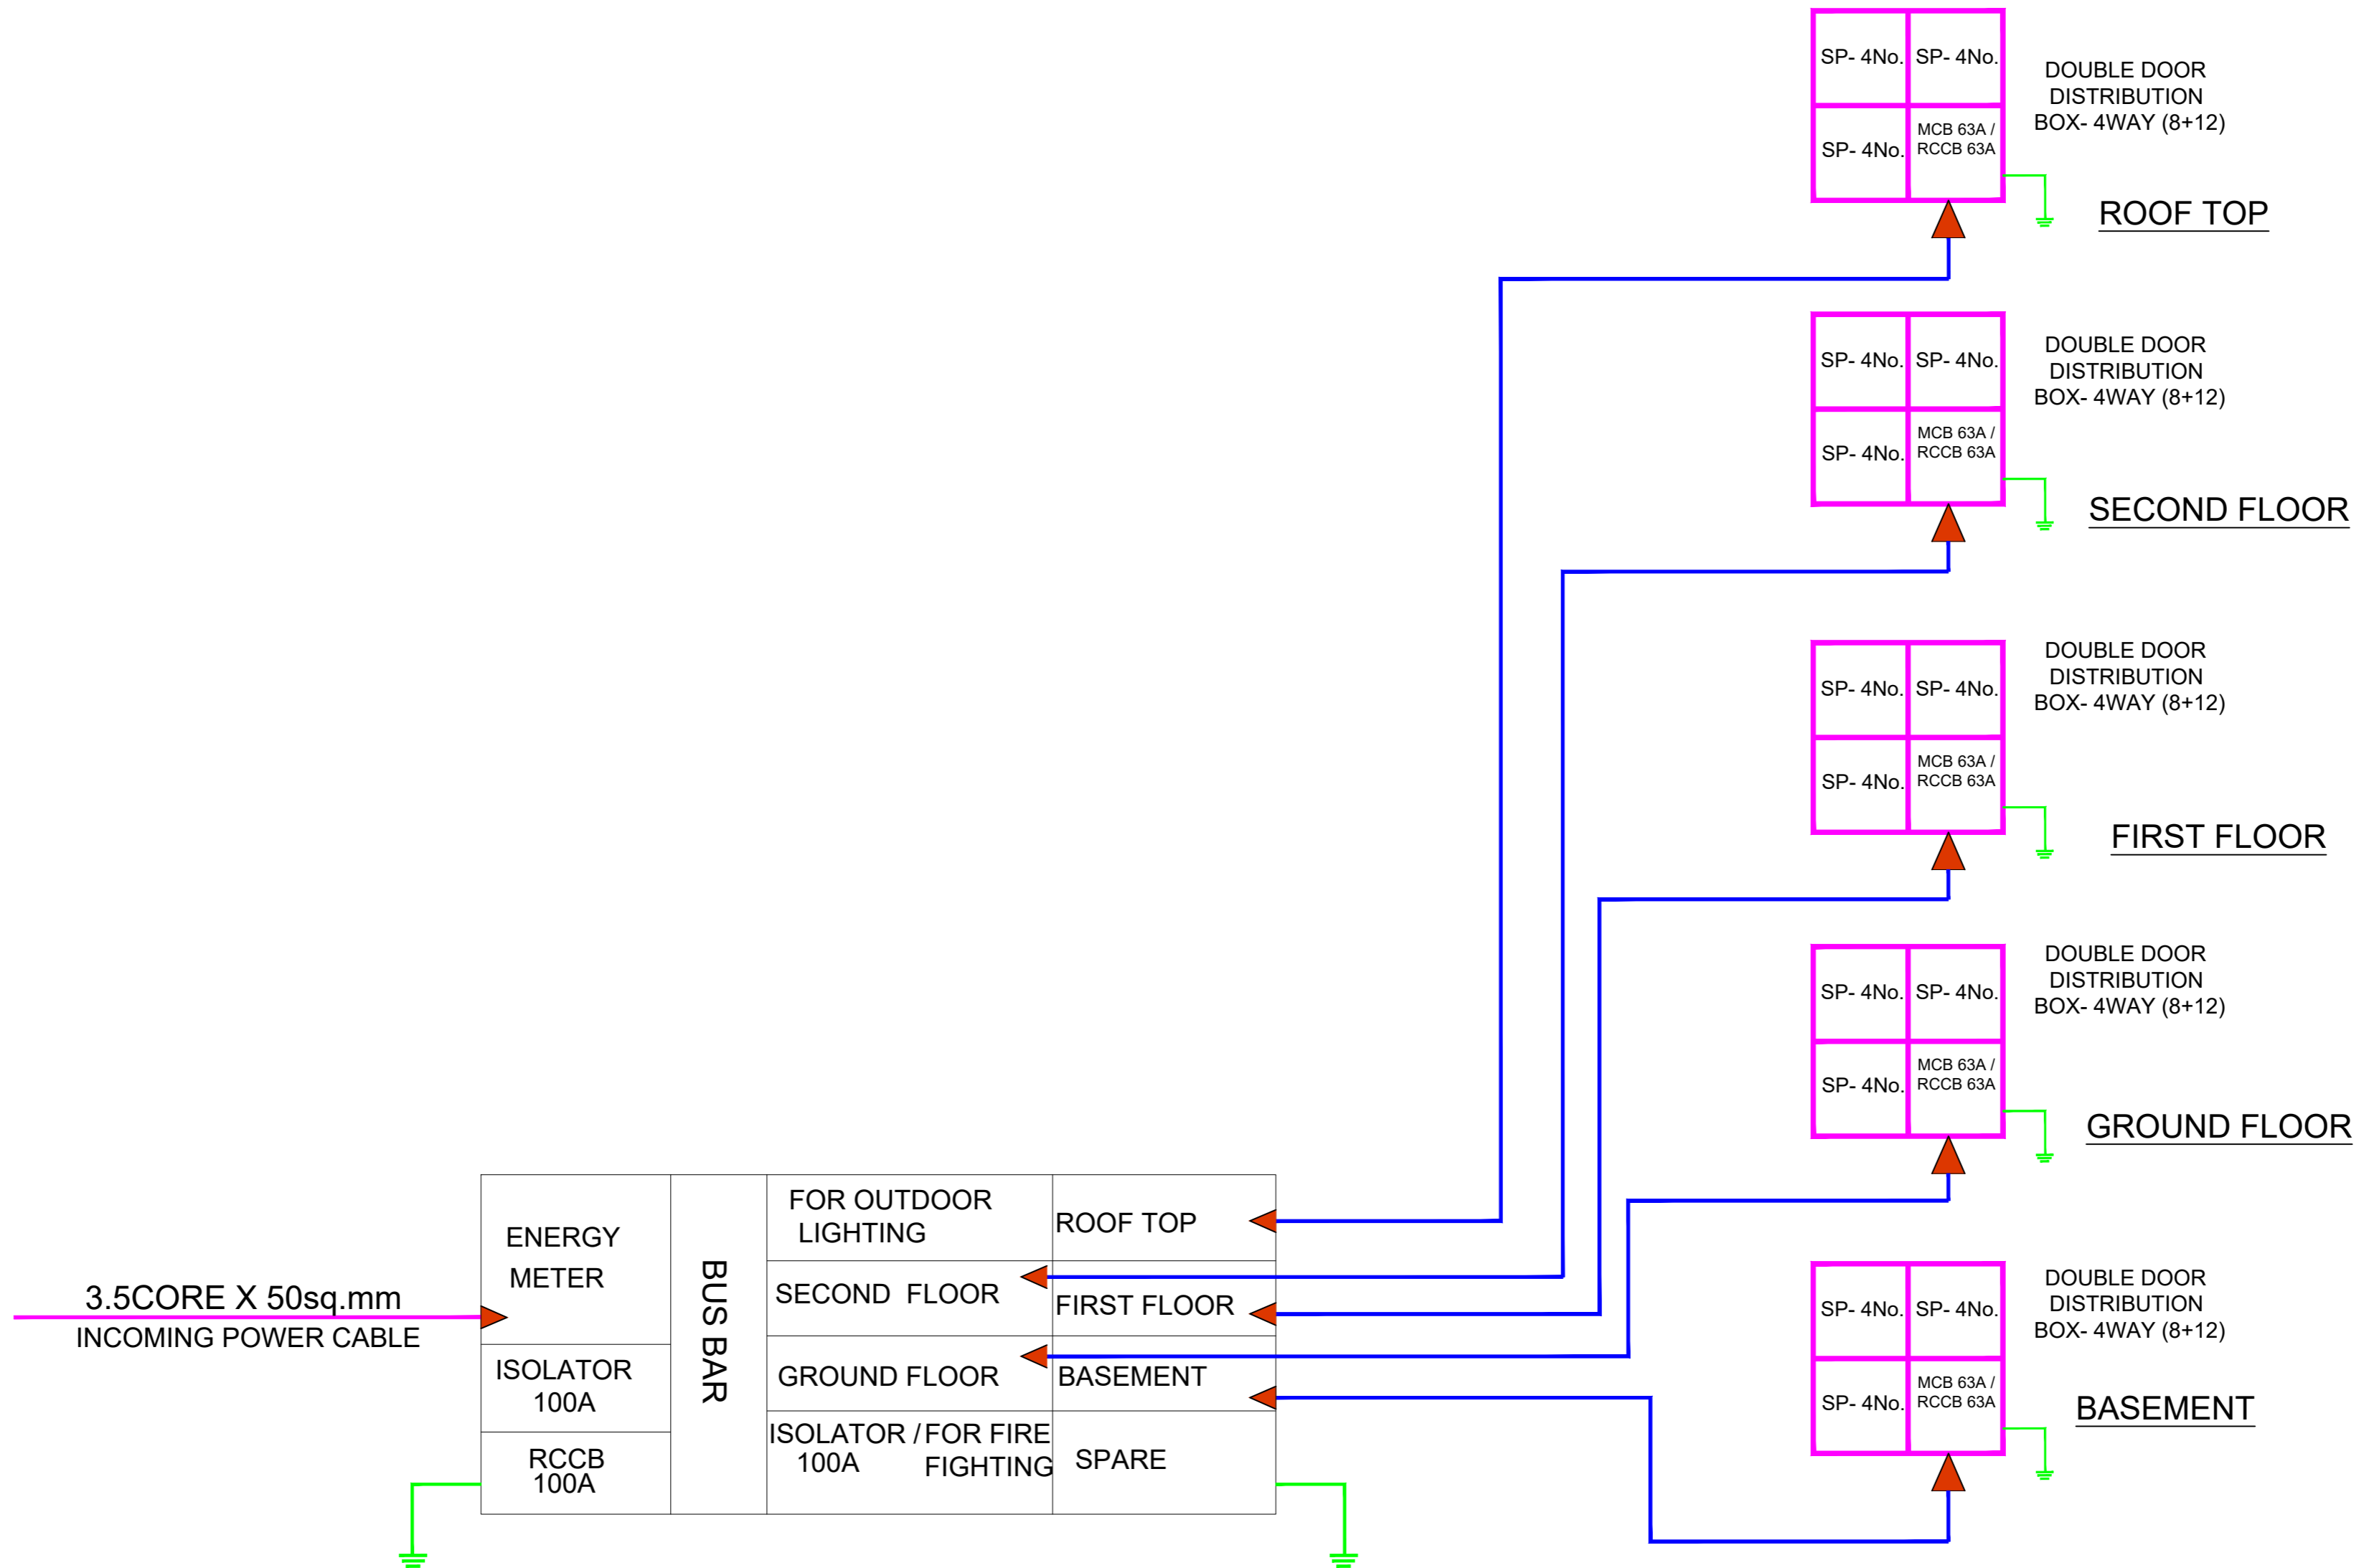 SP- 4No. SP- 4No.
SP- 4No. MCB 63A /
RCCB 63A
DOUBLE DOOR
DISTRIBUTION
BOX- 4WAY (8+12)
ROOF TOP
SP- 4No. SP- 4No.
SP- 4No. MCB 63A /
RCCB 63A
DOUBLE DOOR
DISTRIBUTION
BOX- 4WAY (8+12)
SECOND FLOOR
SP- 4No. SP- 4No.
SP- 4No. MCB 63A /
RCCB 63A
DOUBLE DOOR
DISTRIBUTION
BOX- 4WAY (8+12)
FIRST FLOOR
SP- 4No. SP- 4No.
SP- 4No. MCB 63A /
RCCB 63A
DOUBLE DOOR
DISTRIBUTION
BOX- 4WAY (8+12)
GROUND FLOOR
3.5CORE X 50sq.mm
INCOMING POWER CABLE
ENERGY
METER
ISOLATOR
100A
RCCB
100A
BUS BAR
FOR OUTDOOR
LIGHTING
ROOF TOP
SECOND FLOOR
FIRST FLOOR
GROUND FLOOR
BASEMENT
ISOLATOR / FOR FIRE
100A FIGHTING
SPARE
SP- 4No. SP- 4No.
SP- 4No. MCB 63A /
RCCB 63A
DOUBLE DOOR
DISTRIBUTION
BOX- 4WAY (8+12)
BASEMENT